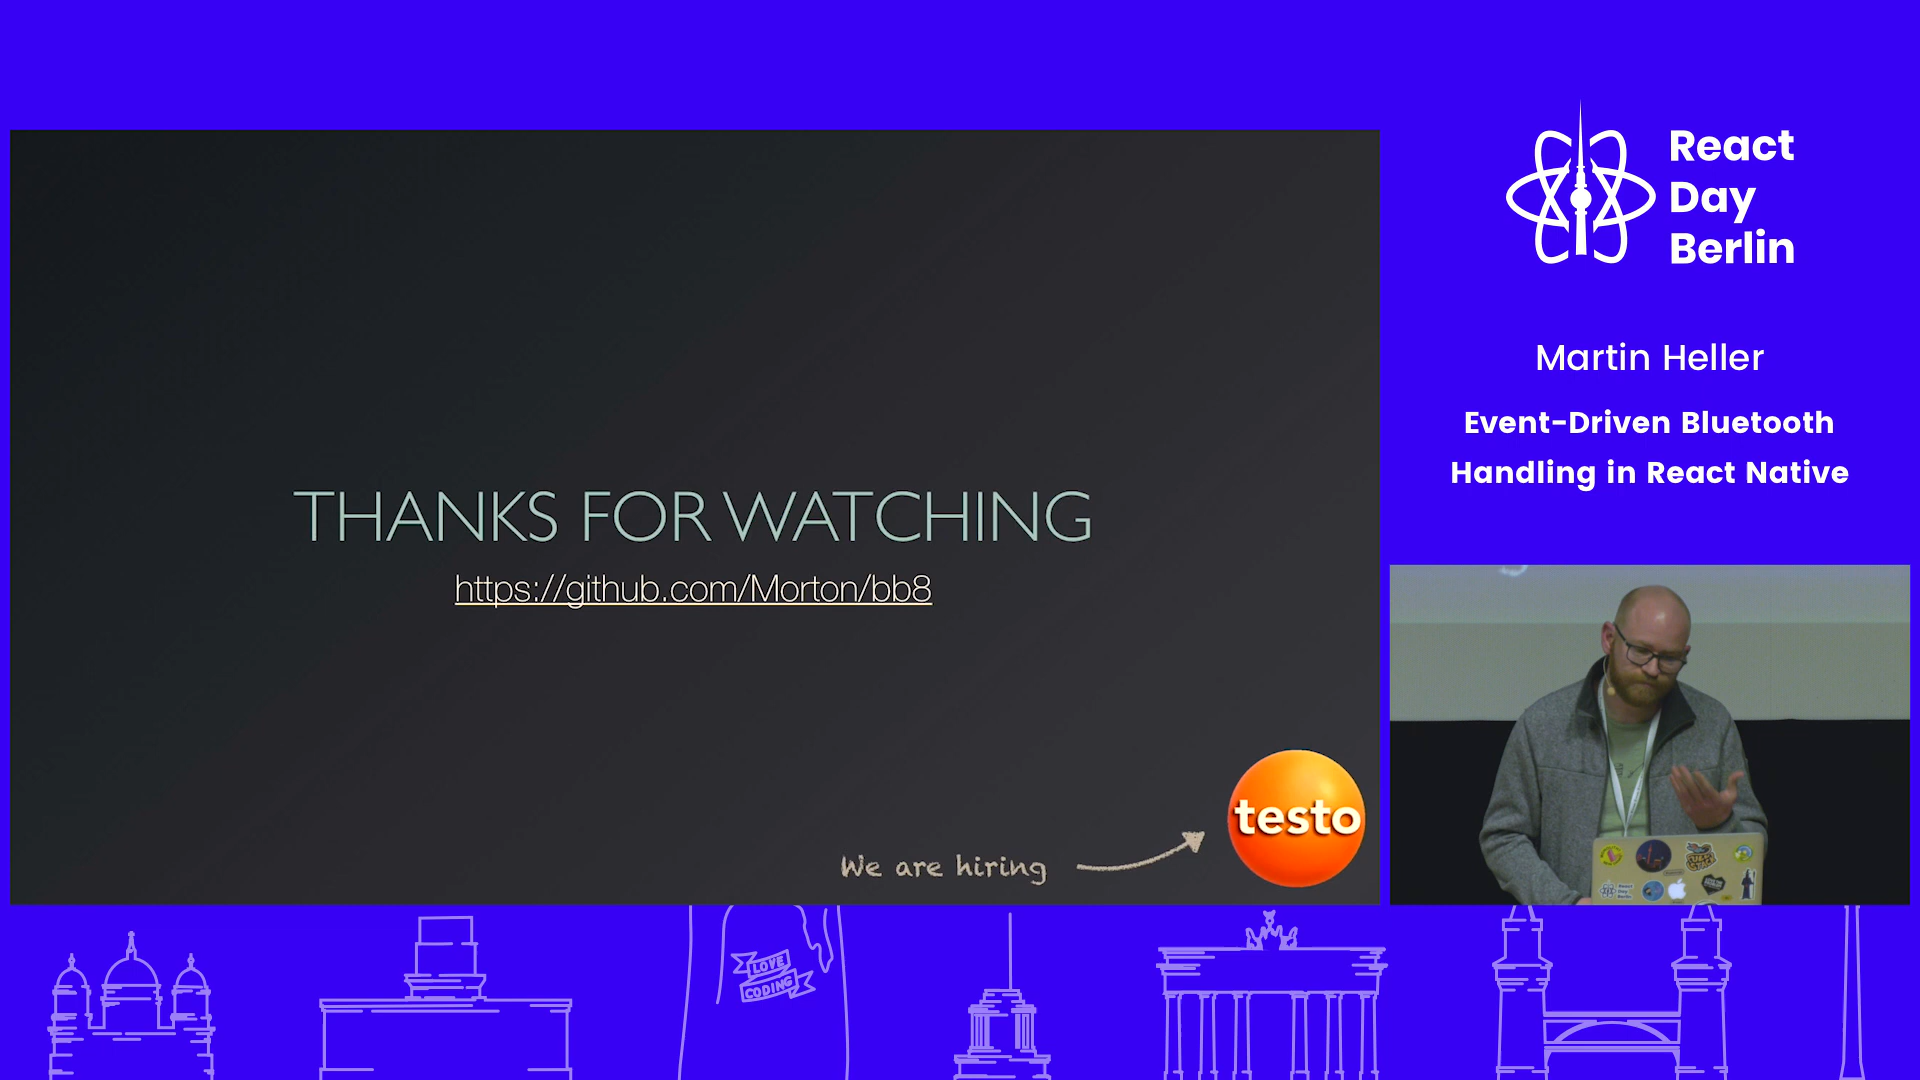 THANKS FOR WATCHING
https://github.com/Morton/bb8
We are hiring
testo
React
Day
Berlin
Martin Heller
Event-Driven Bluetooth
Handling in React Native
LOVE
CODING